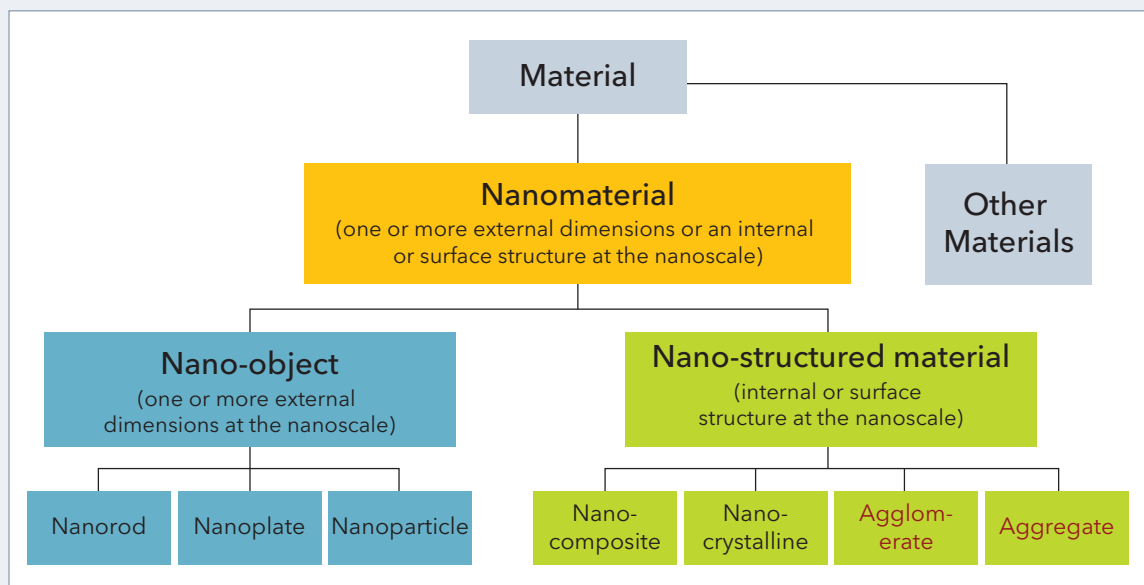 Material
Nanomaterial
(one or more external dimensions or an internal
or surface structure at the nanoscale)
Other
Materials
Nano-object
(one or more external
dimensions at the nanoscale)
Nano-structured material
(internal or surface
structure at the nanoscale)
Nanorod
Nanoplate
Nanoparticle
Nano-
composite
Nano-
crystalline
Agglom-
erate
Aggregate